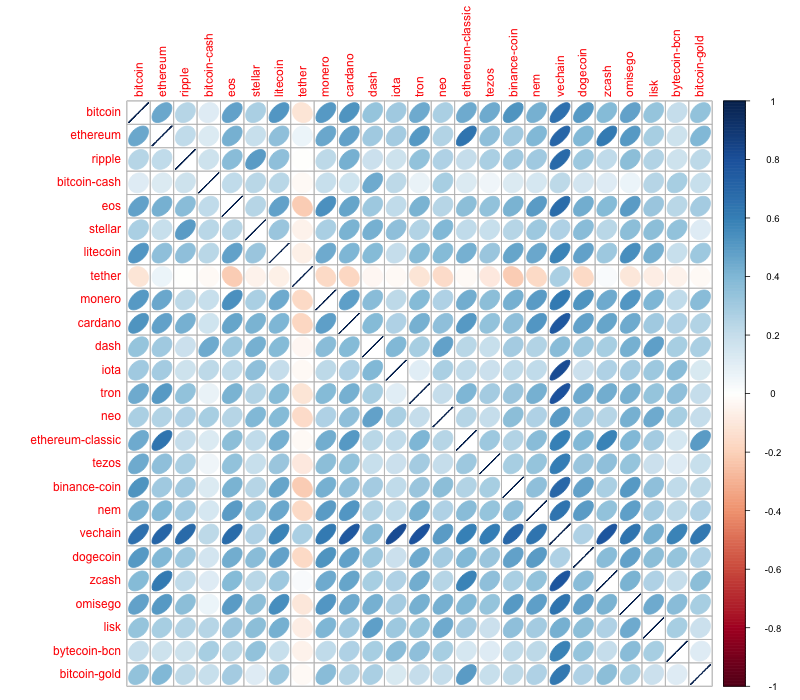 bitcoin
ethereum
ripple
bitcoin-cash
eos
stellar
litecoin
tether
monero
cardano
dash
iota
tron
neo
ethereum-classic
tezos
binance-coin
nem
vechain
dogecoin
zcash
omisego
lisk
bytecoin-bcn
bitcoin-gold
bitcoin
ethereum
ripple
bitcoin-cash
eos
stellar
litecoin
tether
monero
cardano
dash
iota
tron
neo
ethereum-classic
tezos
binance-coin
nem
vechain
dogecoin
zcash
omisego
lisk
bytecoin-bcn
bitcoin-gold
1
0.8
0.6
0.4
0.2
0
-0.2
-0.4
-0.6
-0.8
-1